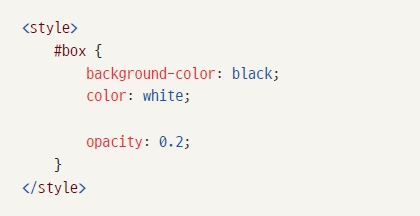 <style>
    #box {
        background-color: black;
        color: white;

        opacity: 0.2;
    }
</style>